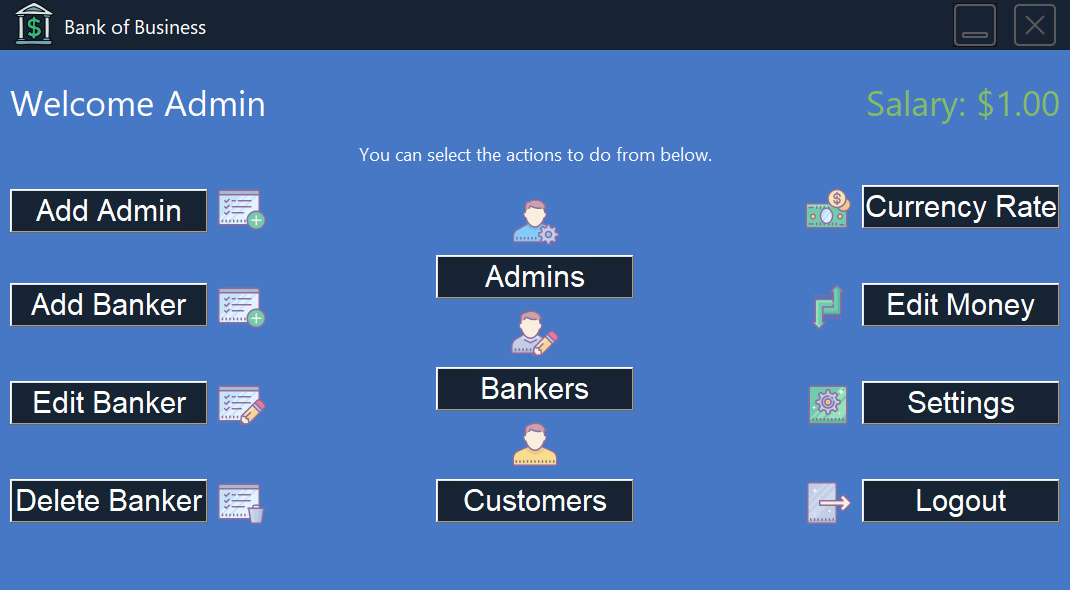 Bank of Business
Welcome Admin
Salary: $1.00
You can select the actions to do from below.
Add Admin
Add Banker
Edit Banker
Delete Banker
Admins
Bankers
Customers
Currency Rate
Edit Money
Settings
Logout